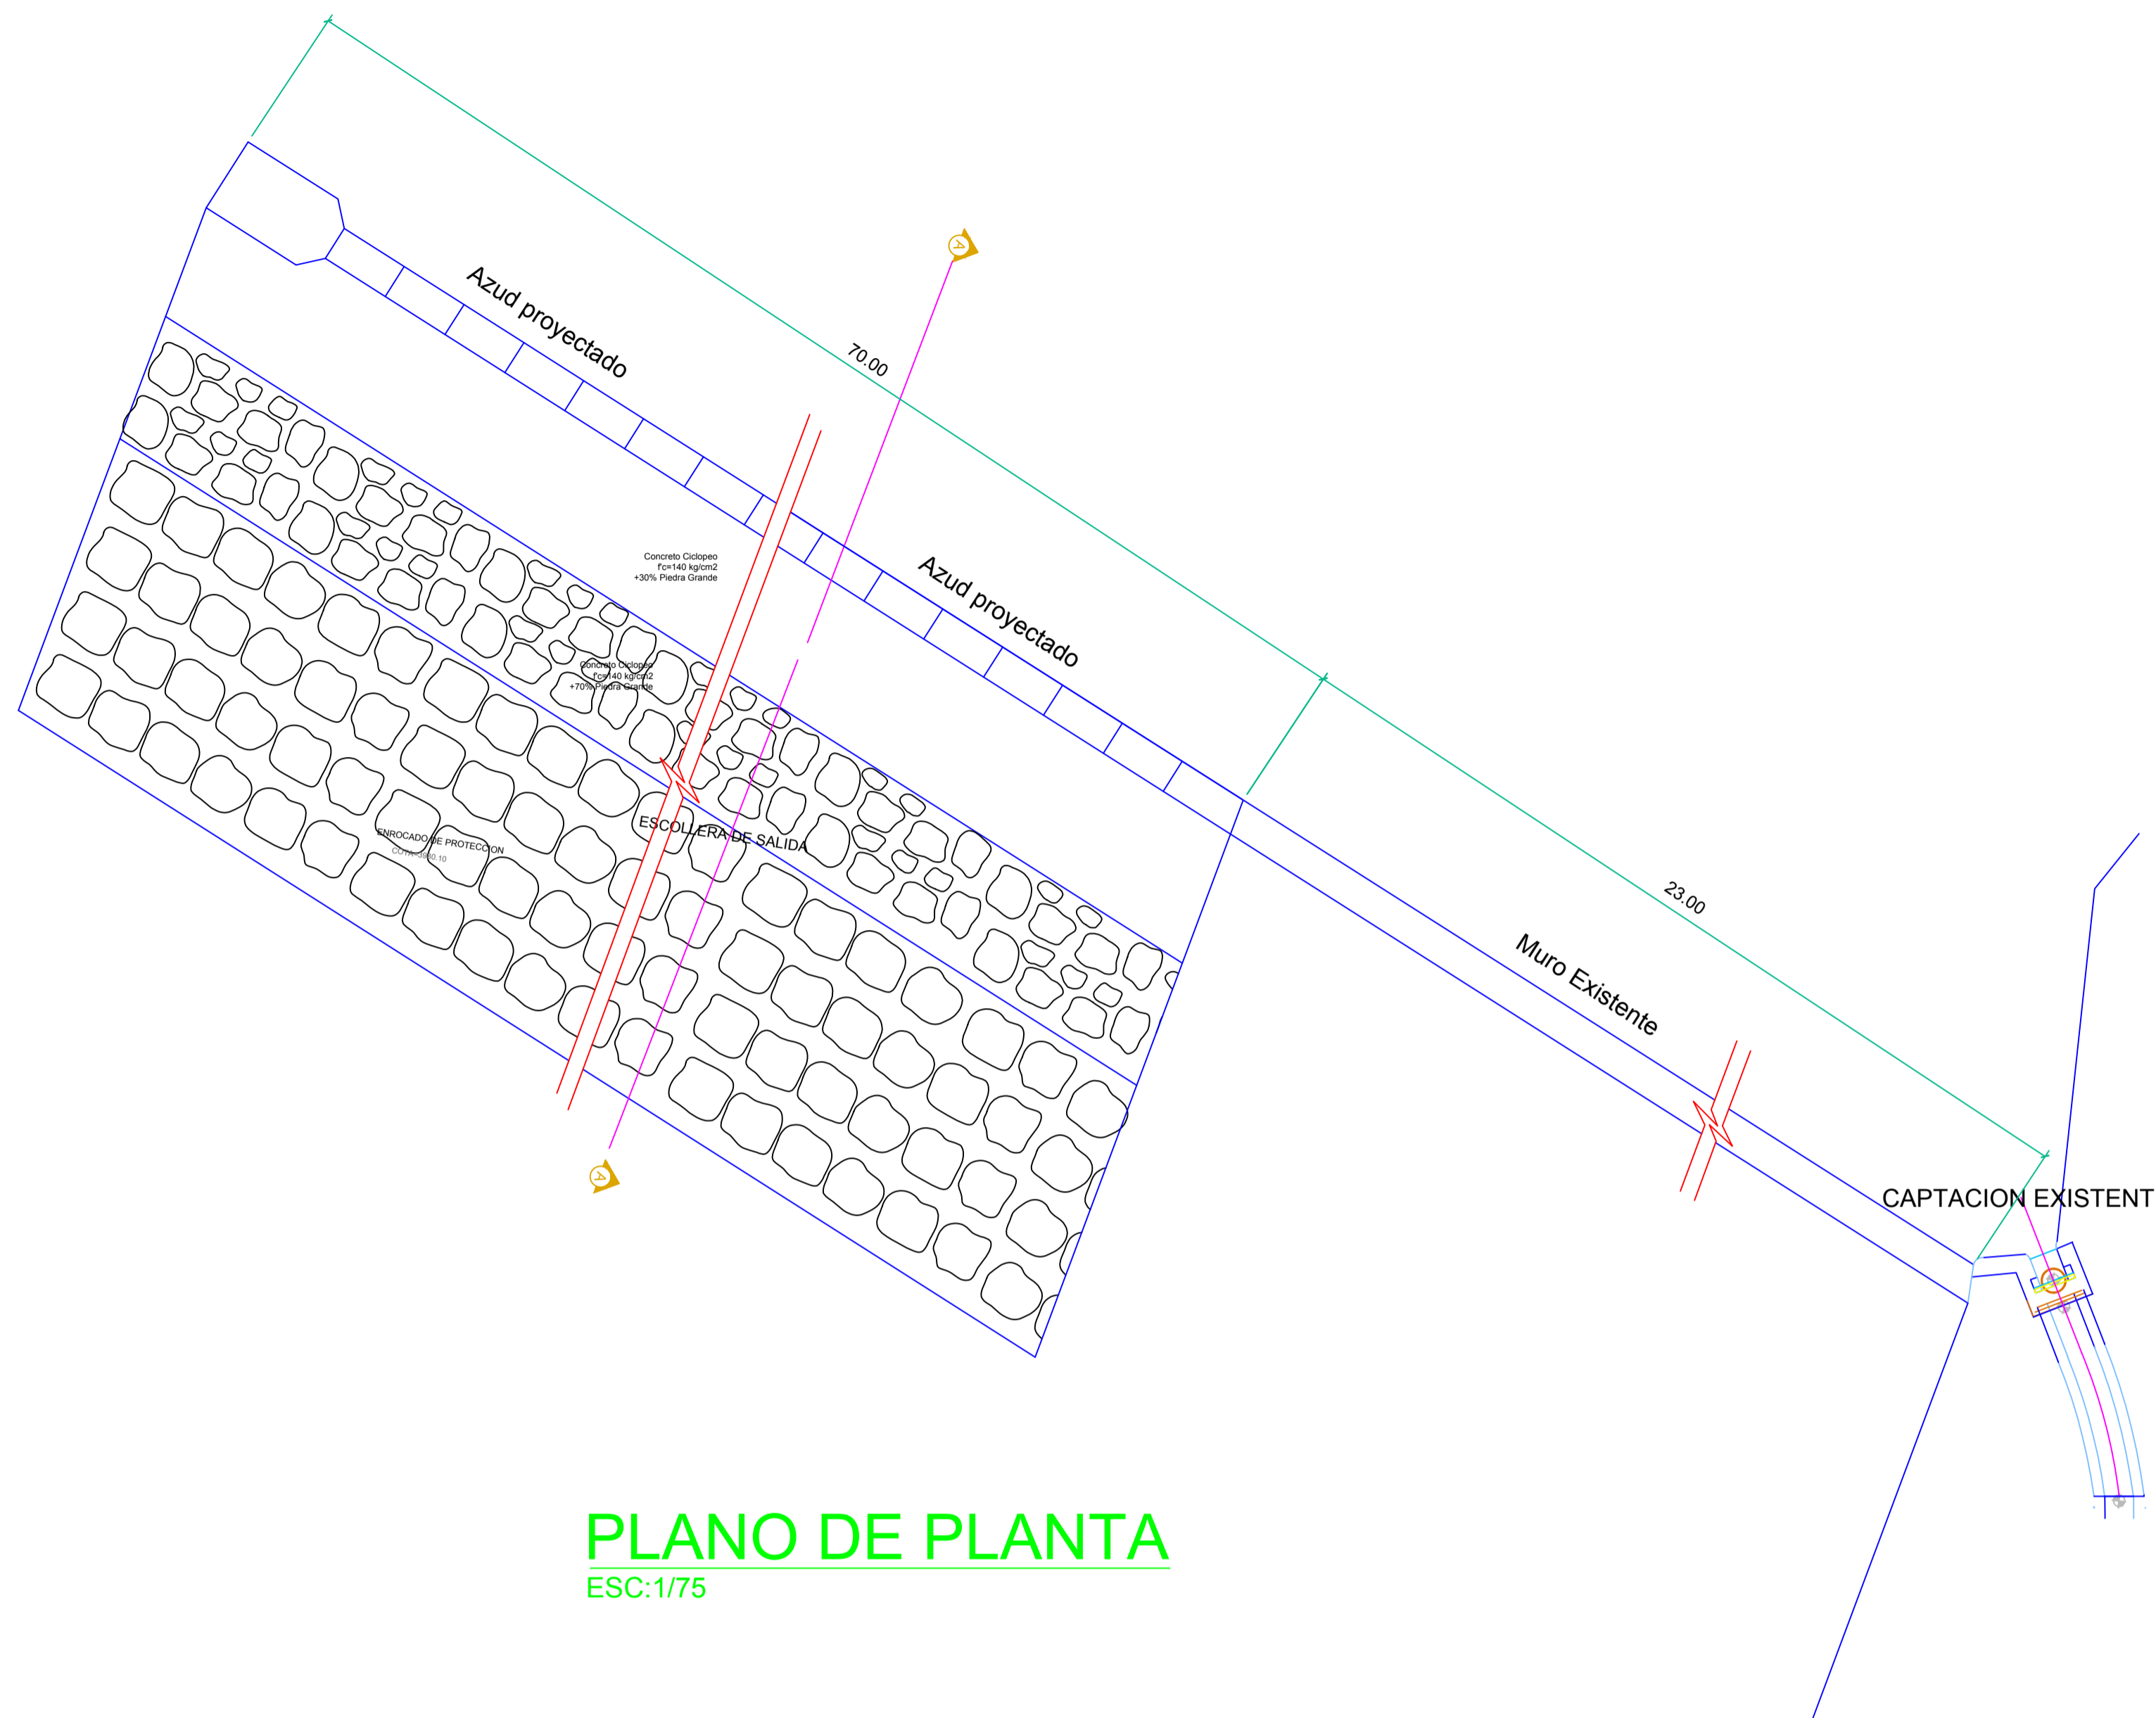 A
Azud proyectado
70.00
Concreto Ciclopeo
f'c=140 kg/cm2
+30% Piedra Grande
Azud proyectado
Concreto Ciclopeo
f'c=140 kg/cm2
+70% Piedra Grande
ESCOLLERA DE SALIDA
ENROCADO DE PROTECCION
23.00
Muro Existente
A
CAPTACION EXISTENT
PLANO DE PLANTA
ESC:1/75